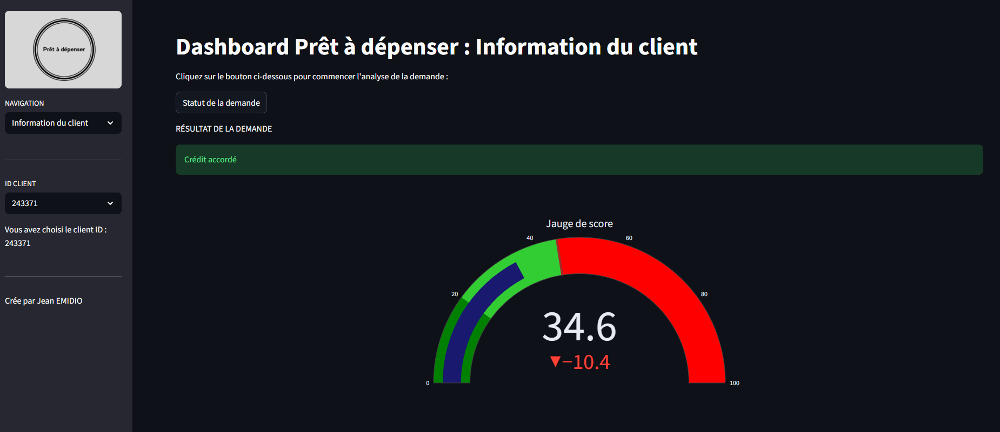 Prêt à dépenser
NAVIGATION
Information du client
ID CLIENT
243371
Vous avez choisi le client ID :
243371
Crée par Jean EMIDIO
Dashboard Prêt à dépenser : Information du client
Cliquez sur le bouton ci-dessous pour commencer l'analyse de la demande :
Statut de la demande
RÉSULTAT DE LA DEMANDE
Crédit accordé
Jauge de score
40
60
20
80
34.6
▼−10.4
0
100